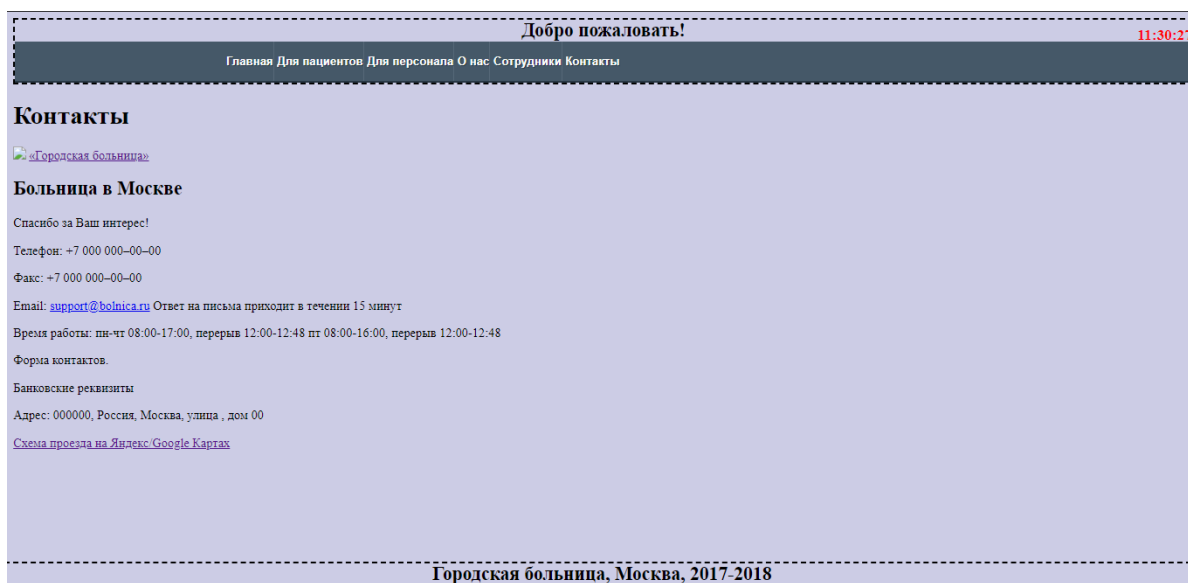 Добро пожаловать!
11:30:27
Главная Для пациентов Для персонала О нас Сотрудники Контакты
Контакты
«Городская больница»
Больница в Москве
Спасибо за Ваш интерес!
Телефон: +7 000 000–00–00
Факс: +7 000 000–00–00
Email: support@bolnica.ru Ответ на письма приходит в течении 15 минут
Время работы: пн-чт 08:00-17:00, перерыв 12:00-12:48 пт 08:00-16:00, перерыв 12:00-12:48
Форма контактов.
Банковские реквизиты
Адрес: 000000, Россия, Москва, улица , дом 00
Схема проезда на Яндекс/Google Картах
Городская больница, Москва, 2017-2018